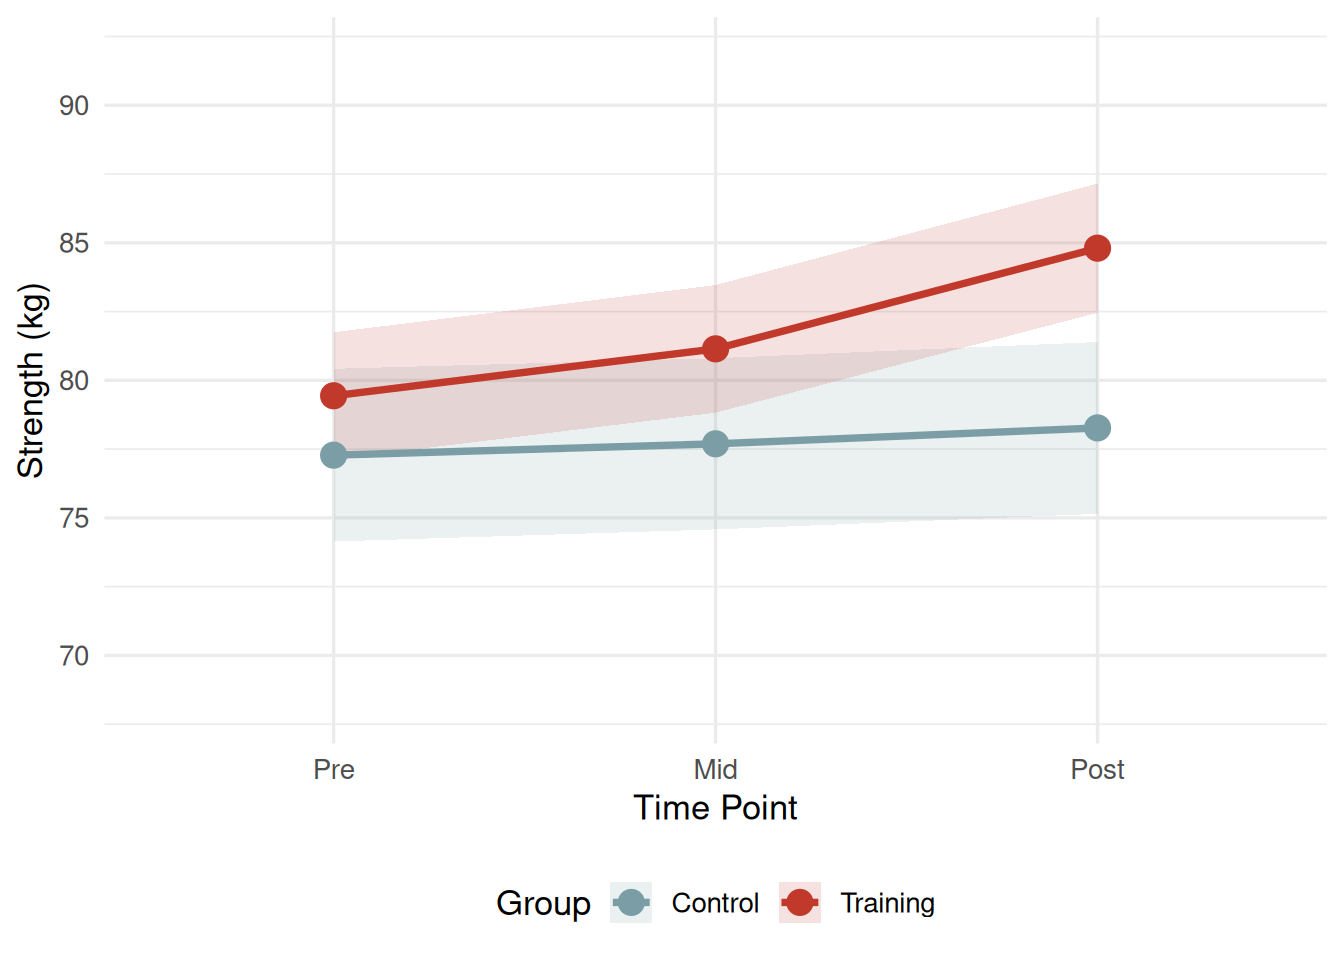 90
85
80
75
70
Strength (kg)
Pre Mid Post
Time Point
Group Control Training